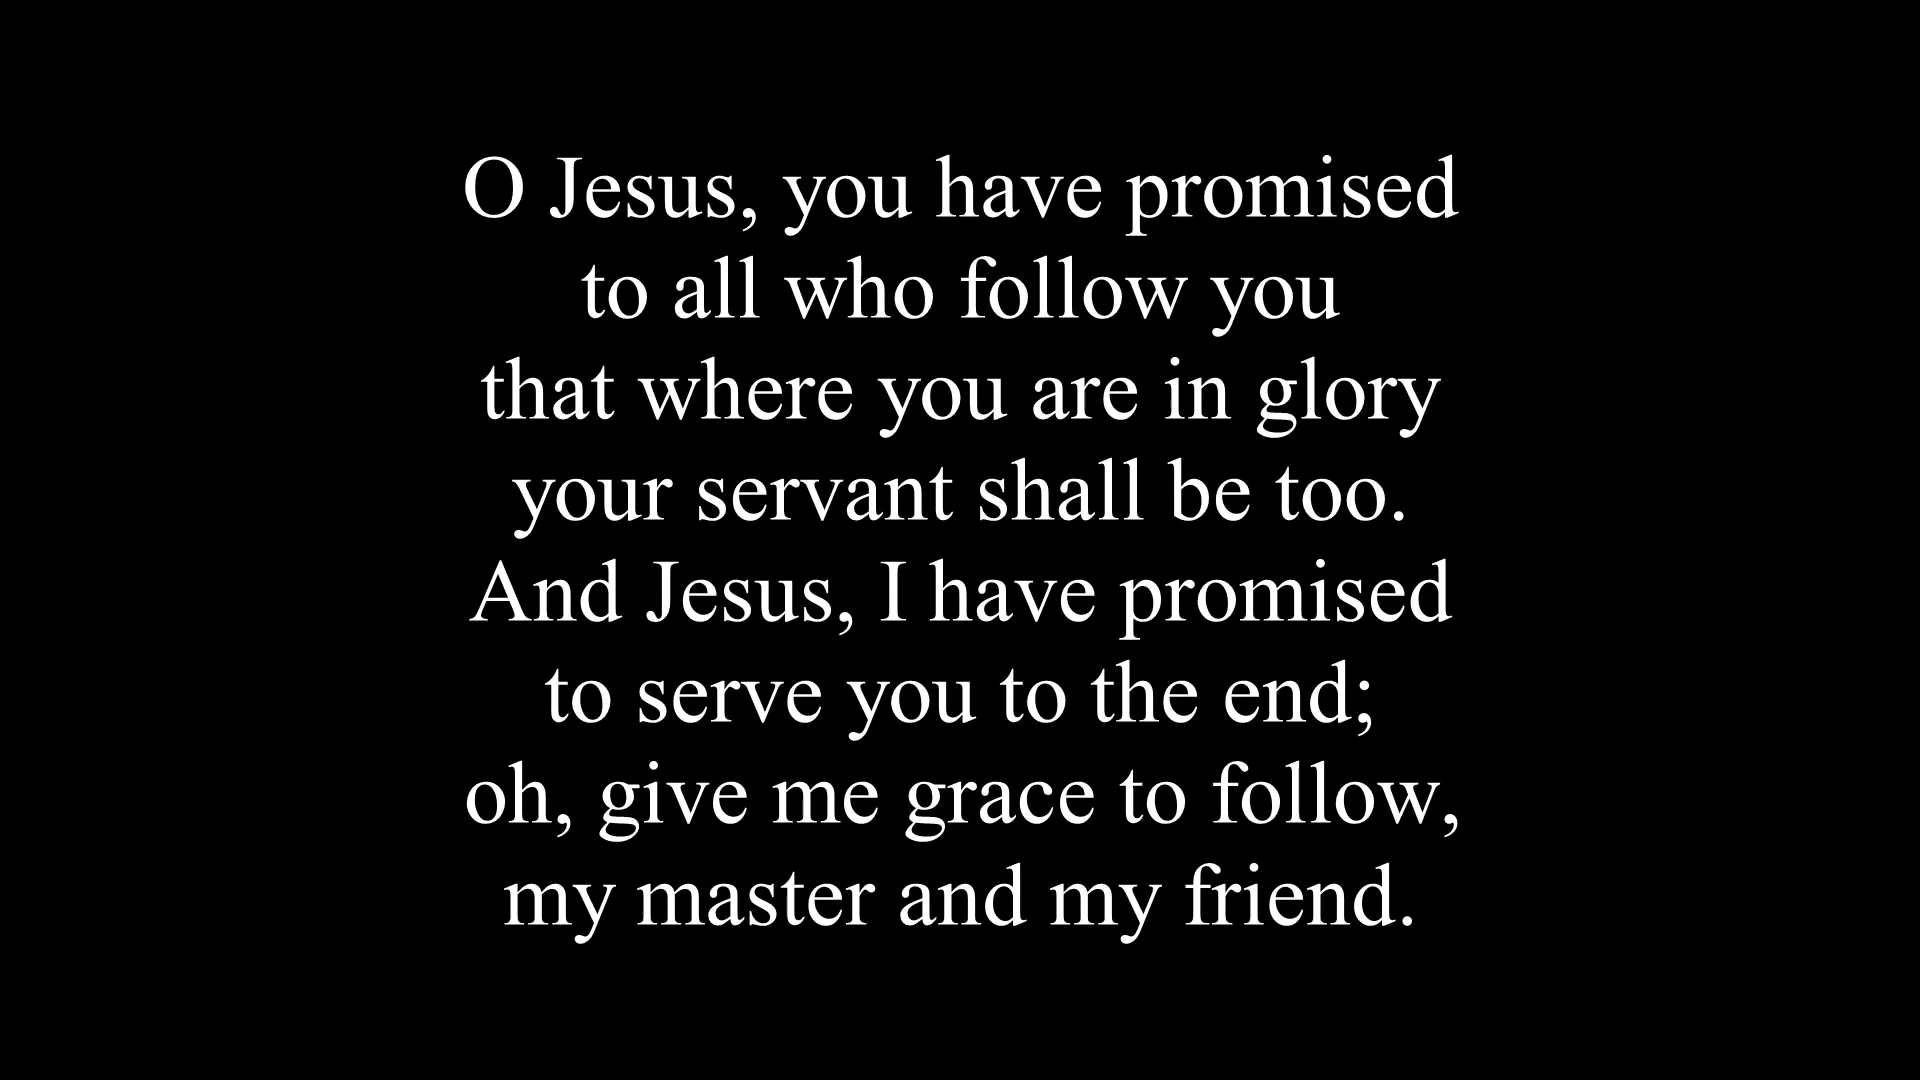 O Jesus, you have promised
to all who follow you
that where you are in glory
your servant shall be too.
And Jesus, I have promised
to serve you to the end;
oh, give me grace to follow,
my master and my friend.